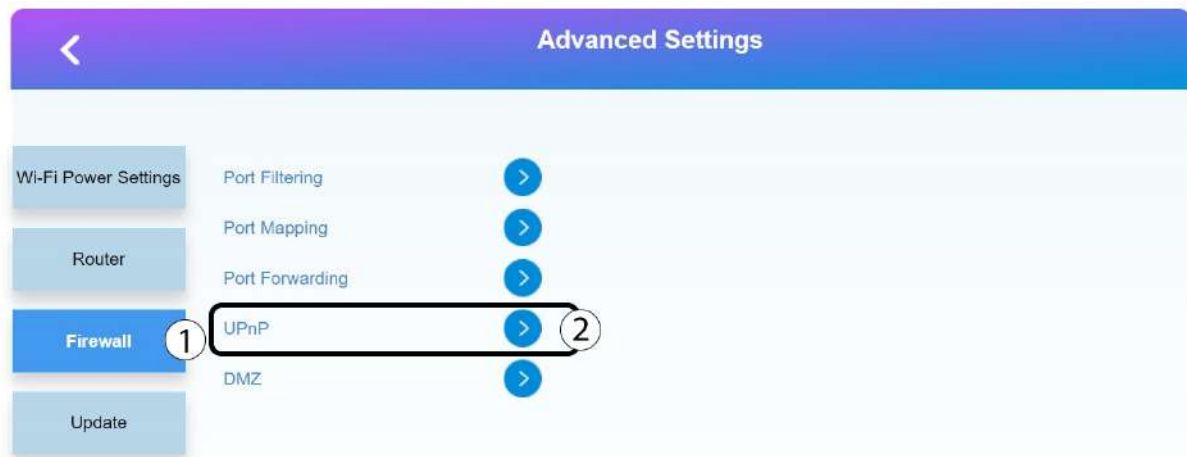 Advanced Settings
Wi-Fi Power Settings
Port Filtering
Port Mapping
Router
Port Forwarding
Firewall
1
UPnP
2
DMZ
Update